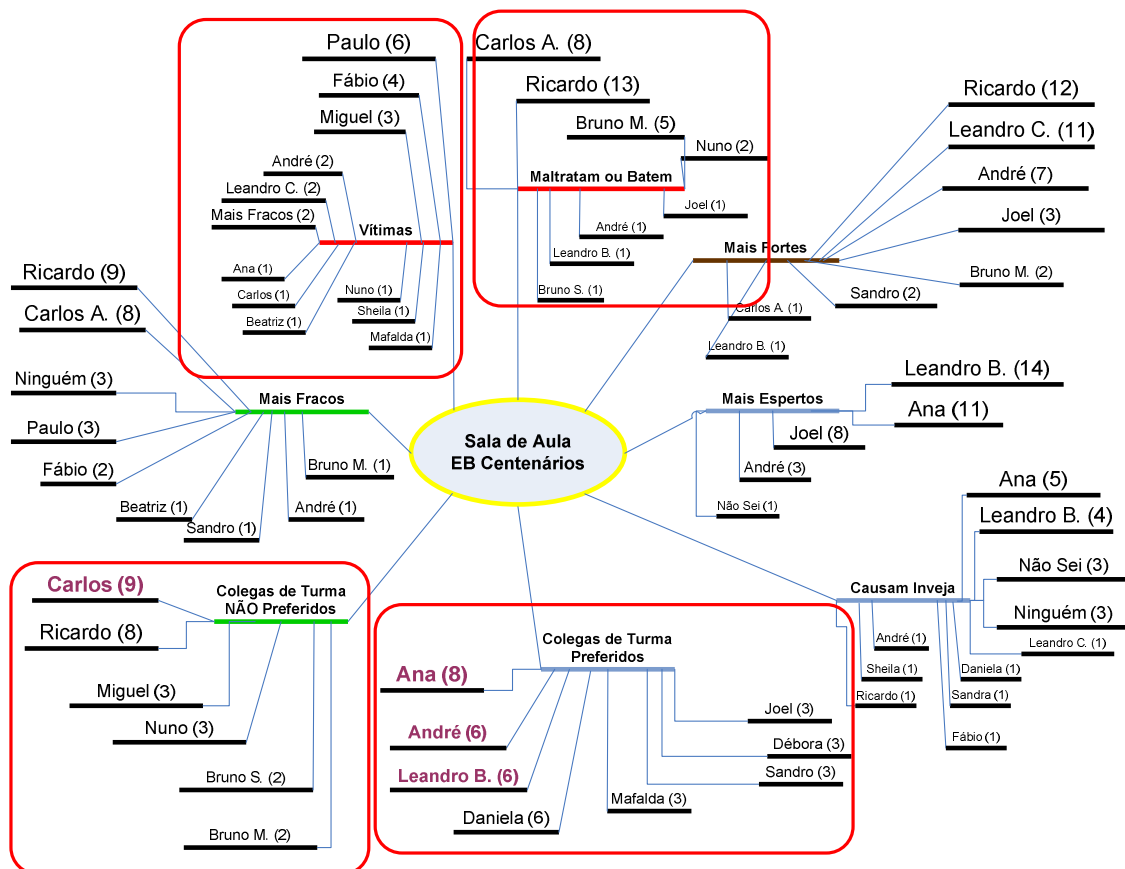 Paulo (6)
Fábio (4)
Miguel (3)
André (2)
Leandro C. (2)
Mais Fracos (2)
Vítimas
Ana (1)
Carlos (1)
Beatriz (1)
Nuno (1)
Sheila (1)
Mafalda (1)
Carlos A. (8)
Ricardo (13)
Bruno M. (5)
Nuno (2)
Maltratam ou Batem
Joel (1)
André (1)
Leandro B. (1)
Bruno S. (1)
Ricardo (12)
Leandro C. (11)
André (7)
Joel (3)
Mais Fortes
Bruno M. (2)
Sandro (2)
Carlos A. (1)
Leandro B. (1)
Ricardo (9)
Carlos A. (8)
Ninguém (3)
Mais Fracos
Paulo (3)
Fábio (2)
Bruno M. (1)
Beatriz (1)
André (1)
Sandro (1)
Sala de Aula
EB Centenários
Leandro B. (14)
Mais Espertos
Ana (11)
Joel (8)
André (3)
Não Sei (1)
Ana (5)
Leandro B. (4)
Não Sei (3)
Causam Inveja
Ninguém (3)
Leandro C. (1)
André (1)
Sheila (1)
Daniela (1)
Ricardo (1)
Sandra (1)
Fábio (1)
Carlos (9)
Colegas de Turma
NÃO Preferidos
Ricardo (8)
Miguel (3)
Nuno (3)
Bruno S. (2)
Bruno M. (2)
Colegas de Turma
Preferidos
Ana (8)
André (6)
Leandro B. (6)
Daniela (6)
Mafalda (3)
Joel (3)
Débora (3)
Sandro (3)